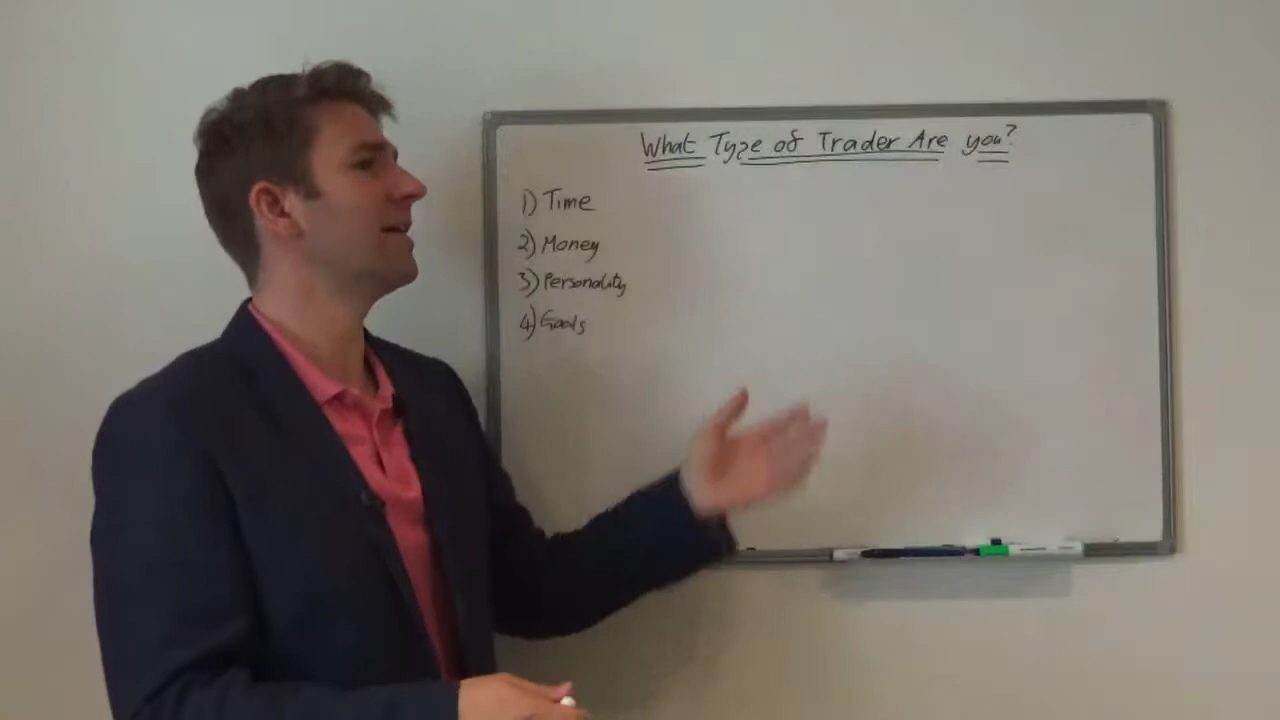 What Type of Trader Are you?
1) Time
2) Money
3) Personality
4) Goals